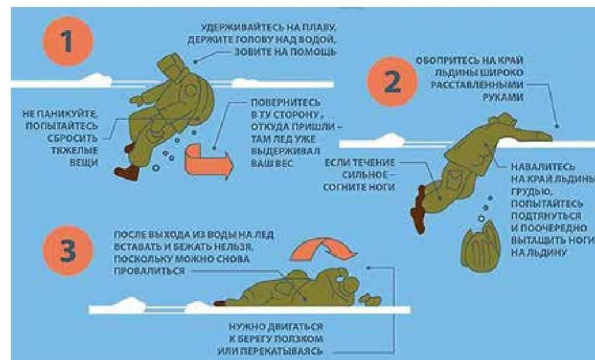 1
УДЕРЖИВАЙТЕСЬ НА ПЛАВУ,
ДЕРЖИТЕ ГОЛОВУ НАД ВОДОЙ,
ЗОВИТЕ НА ПОМОЩЬ
НЕ ПАНИКУЙТЕ,
ПОПЫТАЙТЕСЬ
СБРОСИТЬ
ТЯЖЕЛЫЕ
ВЕЩИ
ПОВЕРНИТЕСЬ
В ТУ СТОРОНУ,
ОТКУДА ПРИШЛИ –
ТАМ ЛЕД УЖЕ
ВЫДЕРЖИВАЛ
ВАШ ВЕС
2
ОБОПРИТЕСЬ НА КРАЙ
ЛЬДИНЫ ШИРОКО
РАССТАВЛЕННЫМИ
РУКАМИ
ЕСЛИ ТЕЧЕНИЕ
СИЛЬНОЕ –
СОГНИТЕ НОГИ
НАВАЛИТЕСЬ
НА КРАЙ ЛЬДИНЫ
ГРУДЬЮ,
ПОПЫТАЙТЕСЬ
ПОДТЯНУТЬСЯ
И ПООЧЕРЕДНО
ВЫТАЩИТЬ НОГИ
НА ЛЬДИНУ
3
ПОСЛЕ ВЫХОДА ИЗ ВОДЫ НА ЛЕД
ВСТАВАТЬ И БЕЖАТЬ НЕЛЬЗЯ,
ПОСКОЛЬКУ МОЖНО СНОВА
ПРОВАЛИТЬСЯ
НУЖНО ДВИГАТЬСЯ
К БЕРЕГУ ПОЛЗКОМ
ИЛИ ПЕРЕКАТЫВАЯСЬ